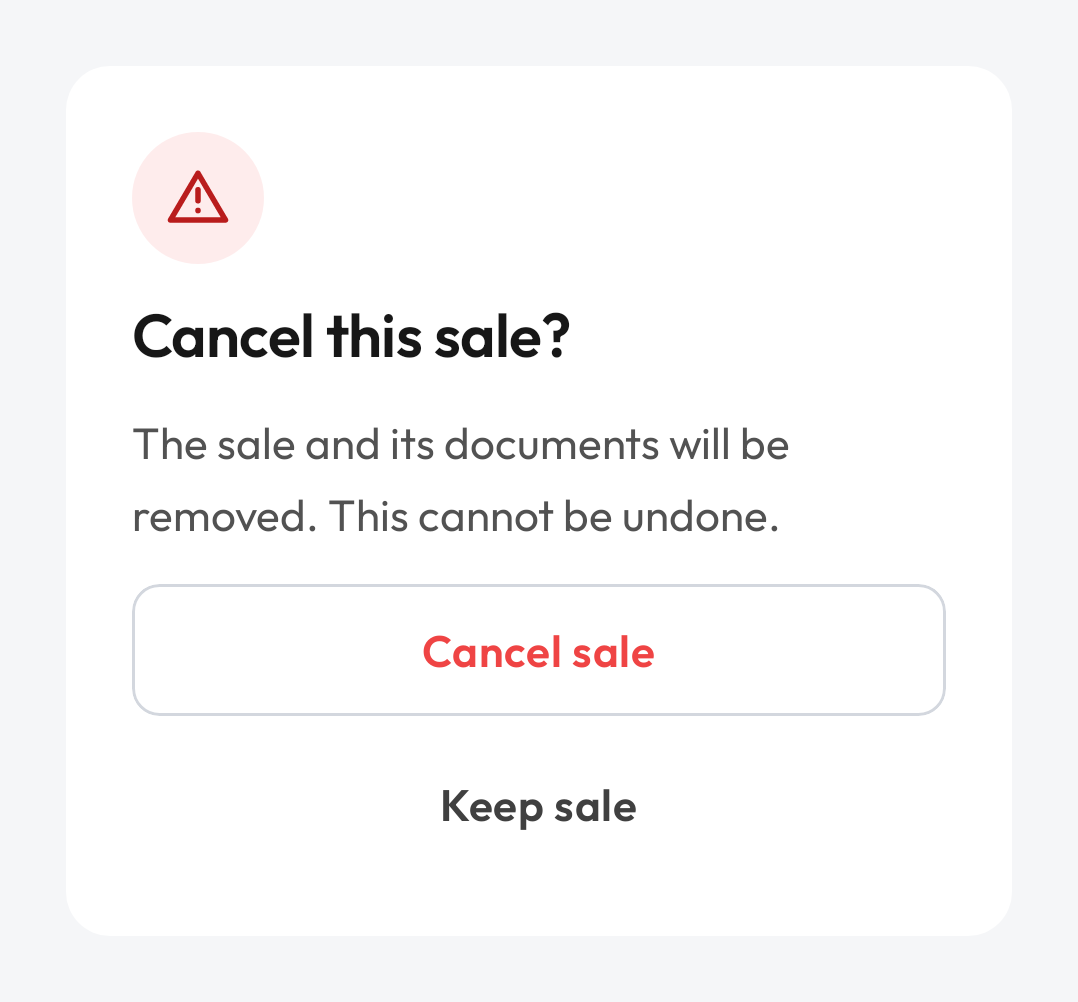 Cancel this sale?
The sale and its documents will be
removed. This cannot be undone.
Cancel sale
Keep sale